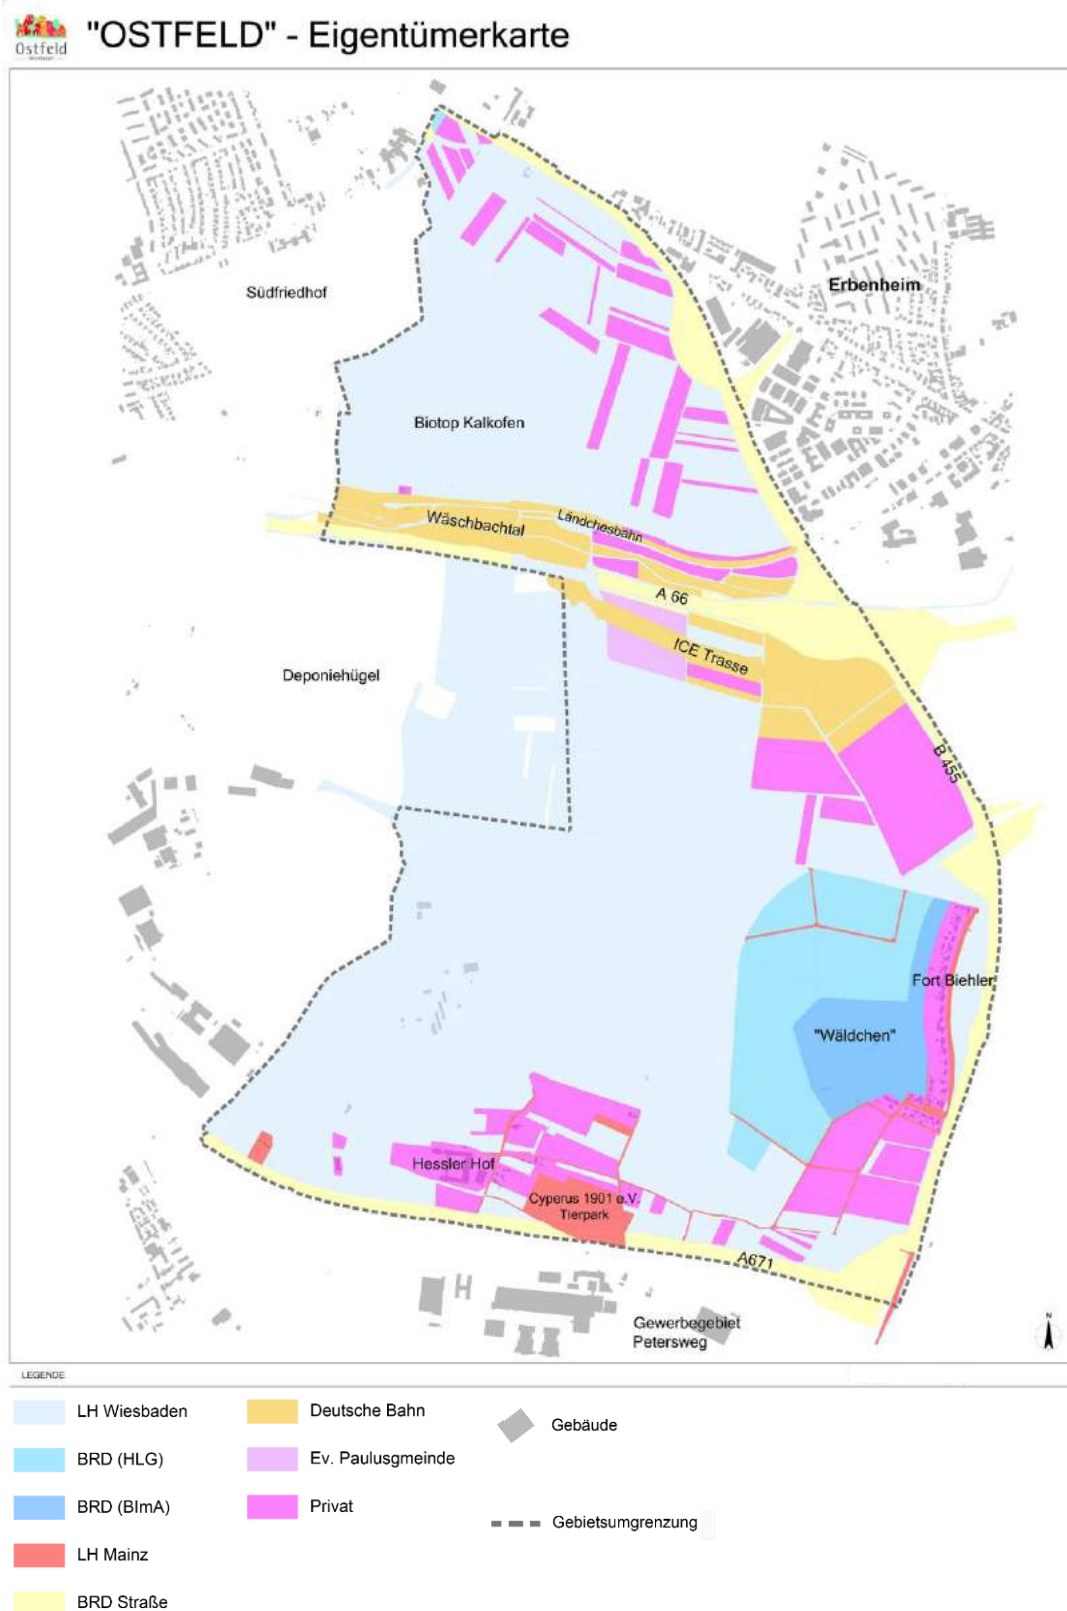 Ostfeld
"OSTFELD" - Eigentümerkarte
Südfriedhof
Erbenheim
Biotop Kalkofen
Wäschbachtal
Ländchesbahn
A 66
ICE Trasse
Deponiehügel
B 455
Fort Biehler
"Wäldchen"
Hessler Hof
Cyperus 1901 e.V.
Tierpark
A671
Gewerbegebiet
Petersweg
N
LEGENDE
LH Wiesbaden
BRD (HLG)
BRD (BImA)
LH Mainz
BRD Straße
Deutsche Bahn
Ev. Paulusgmeinde
Privat
Gebäude
Gebietsumgrenzung